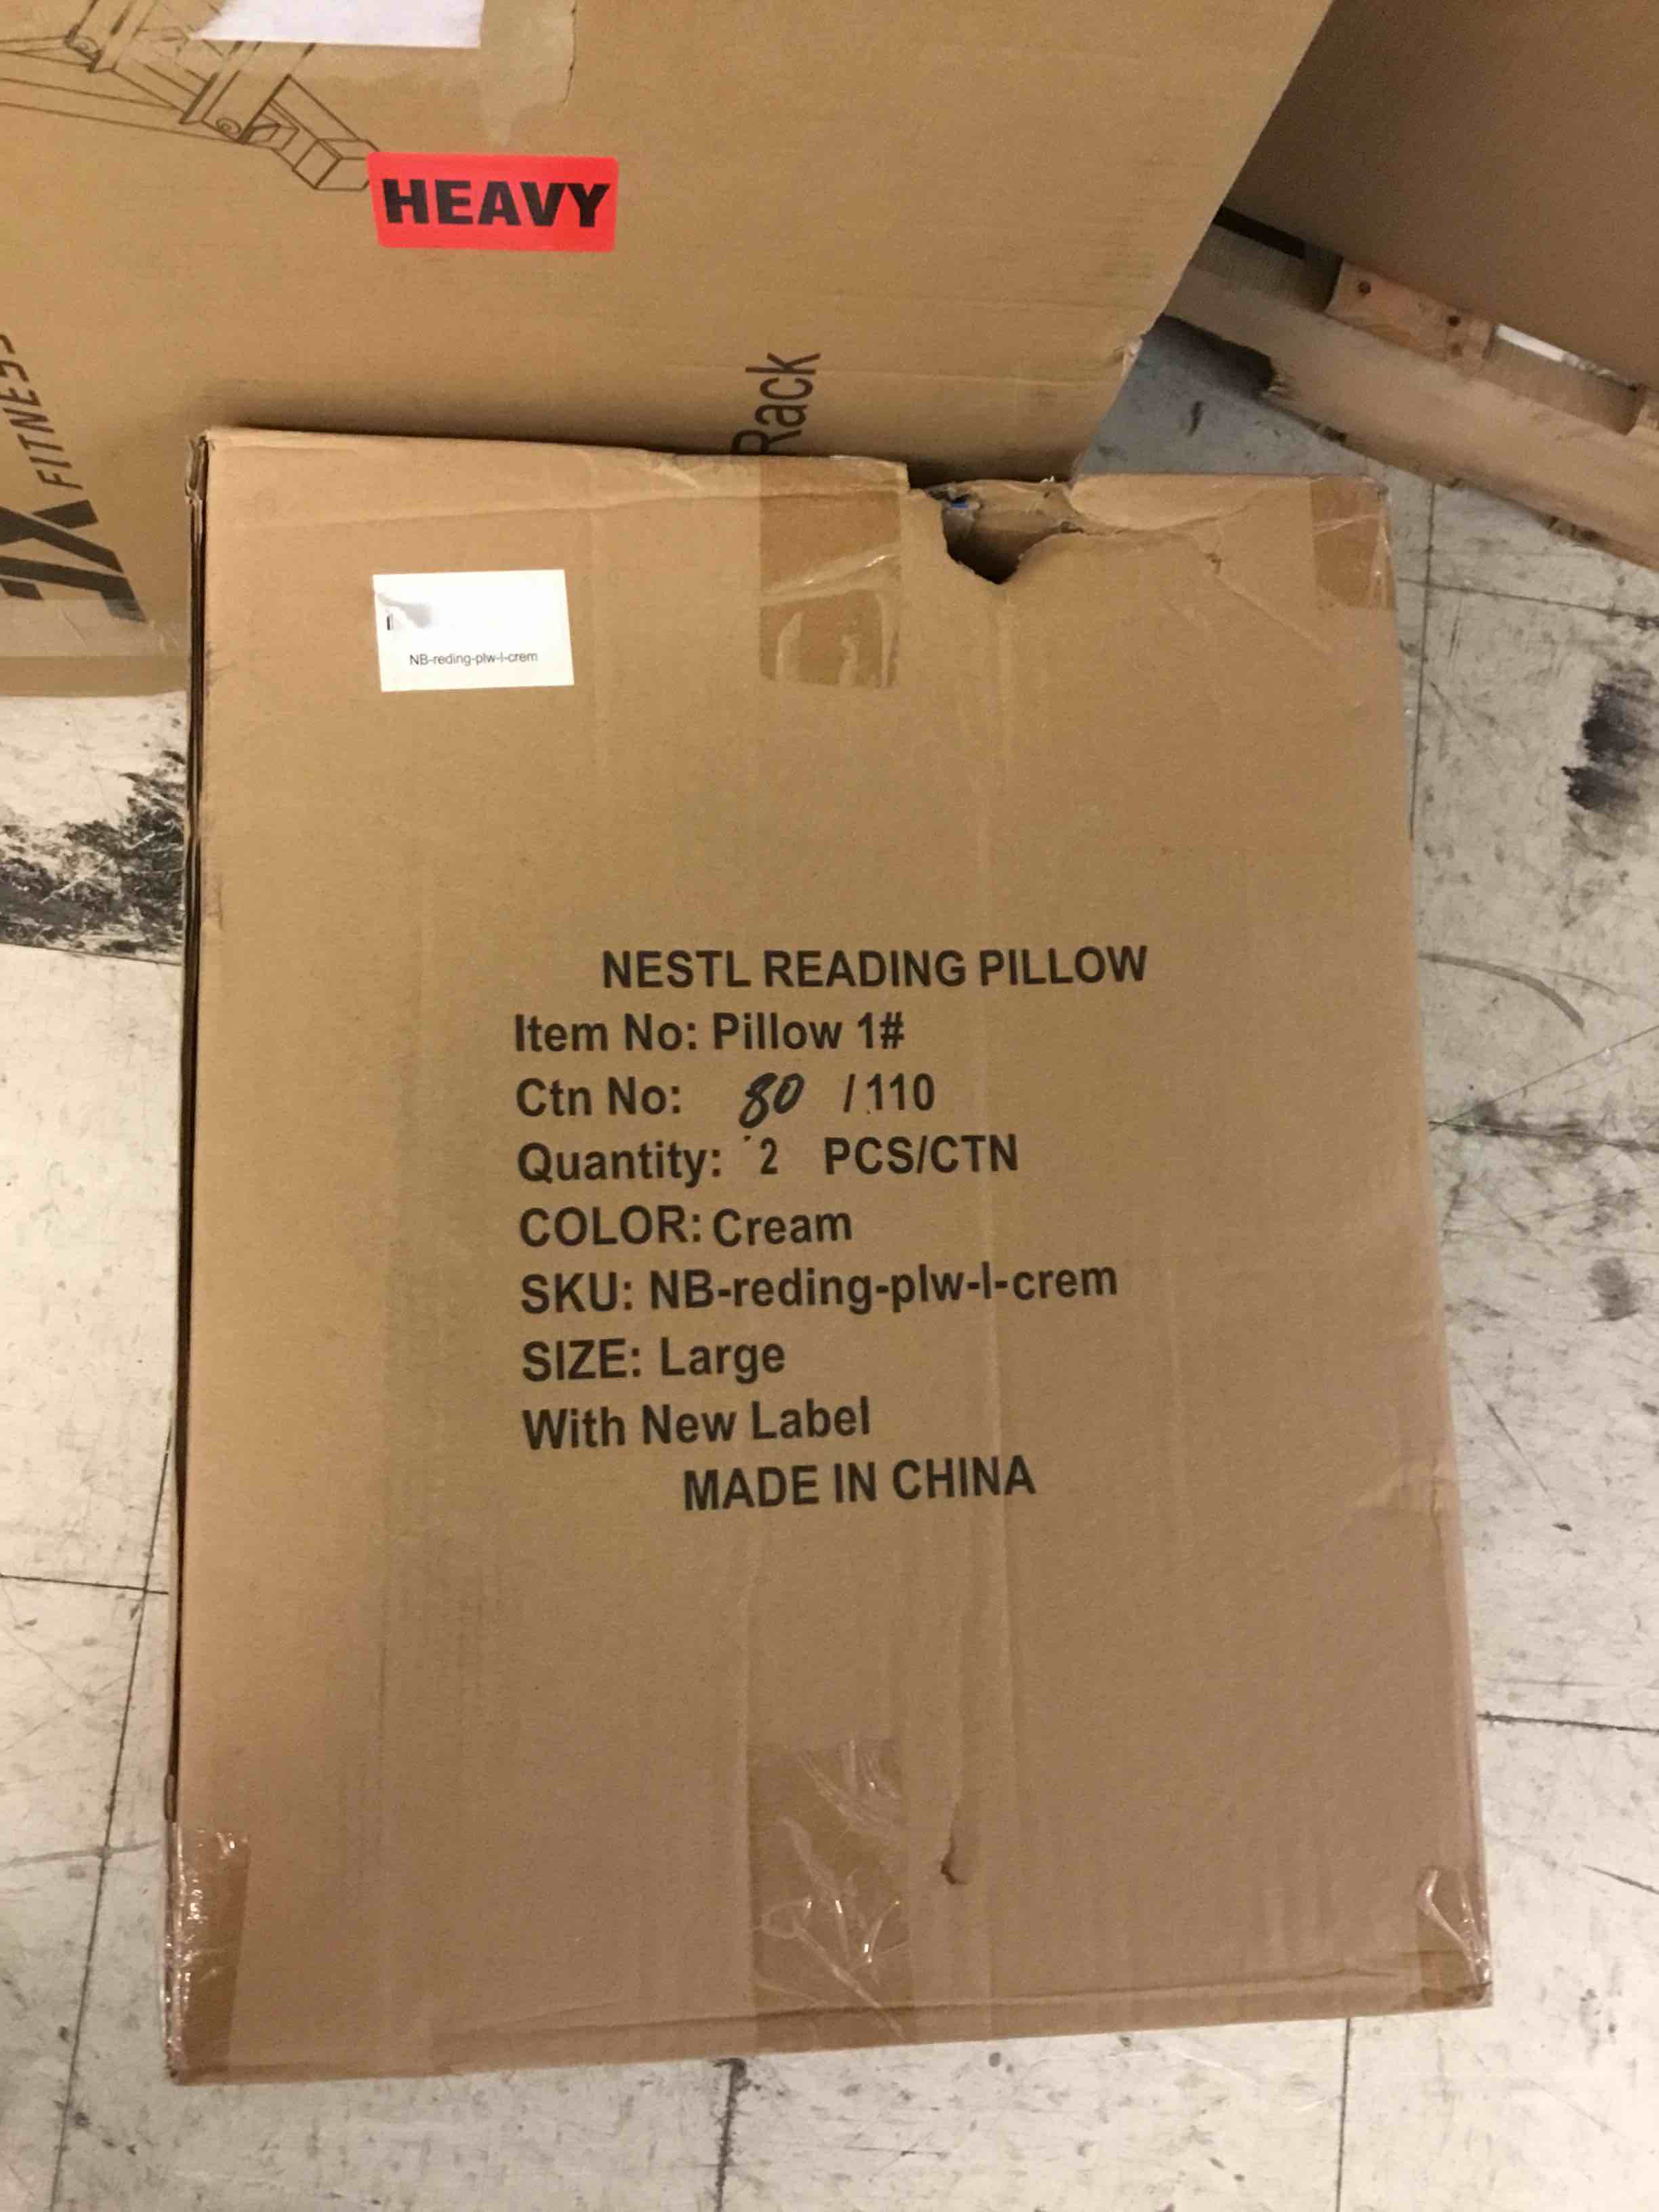 HEAVY
FITNESS
Rack
NB-reding-plw-l-crem
NESTL READING PILLOW
Item No: Pillow 1#
Ctn No: 80 /110
Quantity: 2 PCS/CTN
COLOR: Cream
SKU: NB-reding-plw-l-crem
SIZE: Large
With New Label
MADE IN CHINA